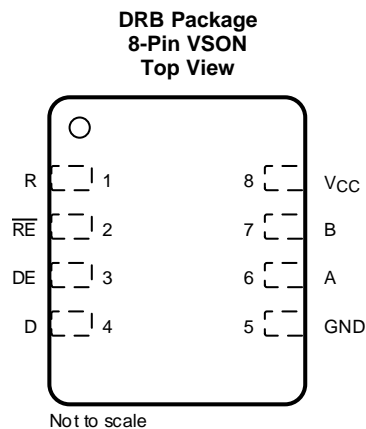 DRB Package
8-Pin VSON
Top View
R 1 8 VCC
RE 2 7 B
DE 3 6 A
D 4 5 GND
Not to scale